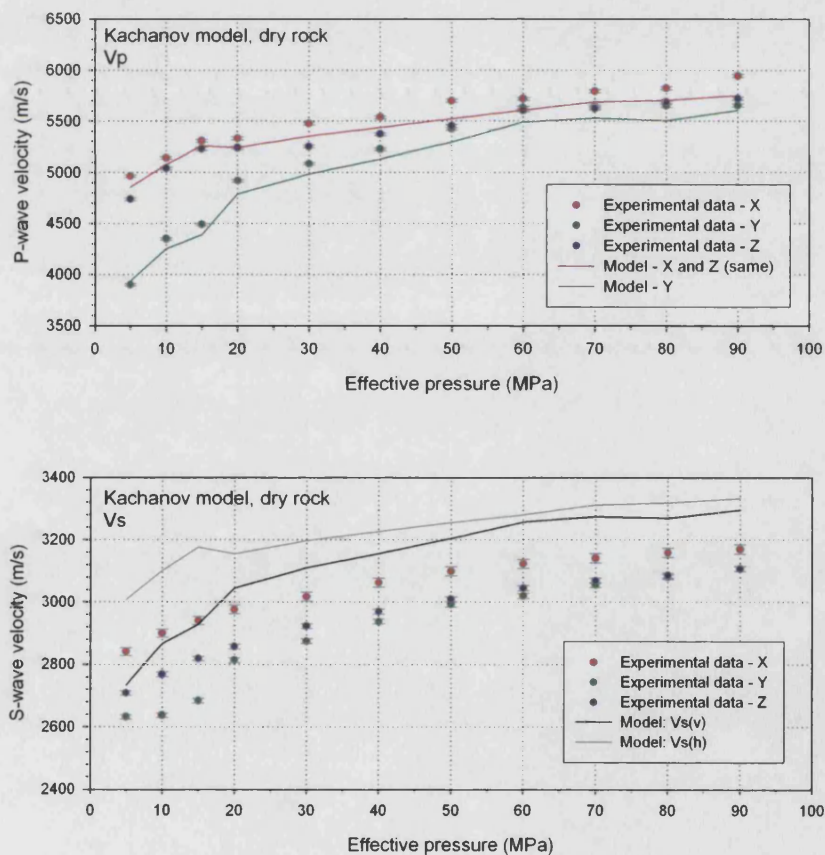 Kachanov model, dry rock
Vp
P-wave velocity (m/s)
6500
6000
5500
5000
4500
4000
3500
Experimental data - X
Experimental data - Y
Experimental data - Z
Model - X and Z (same)
Model - Y
0 10 20 30 40 50 60 70 80 90 100
Effective pressure (MPa)
Kachanov model, dry rock
Vs
S-wave velocity (m/s)
3400
3200
3000
2800
2600
2400
Experimental data - X
Experimental data - Y
Experimental data - Z
Model: Vs(v)
Model: Vs(h)
0 10 20 30 40 50 60 70 80 90 100
Effective pressure (MPa)